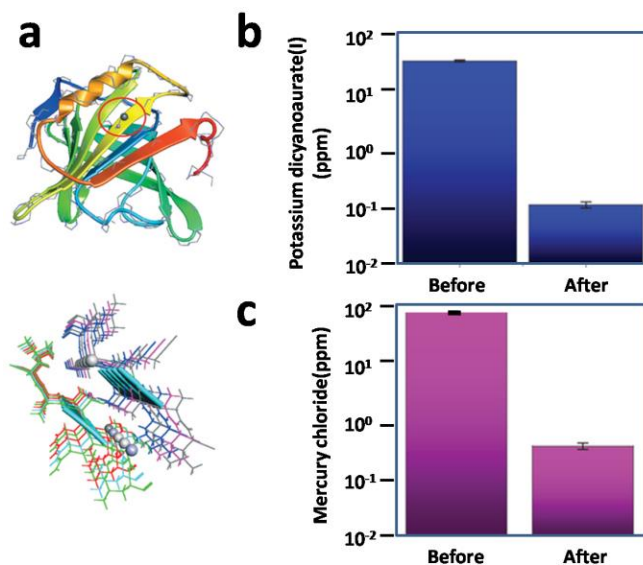 a
b
Potassium dicyanoaurate(I)
(ppm)
10²
10¹
10⁰
10⁻¹
10⁻²
Before After
c
Mercury chloride(ppm)
10²
10¹
10⁰
10⁻¹
10⁻²
Before After